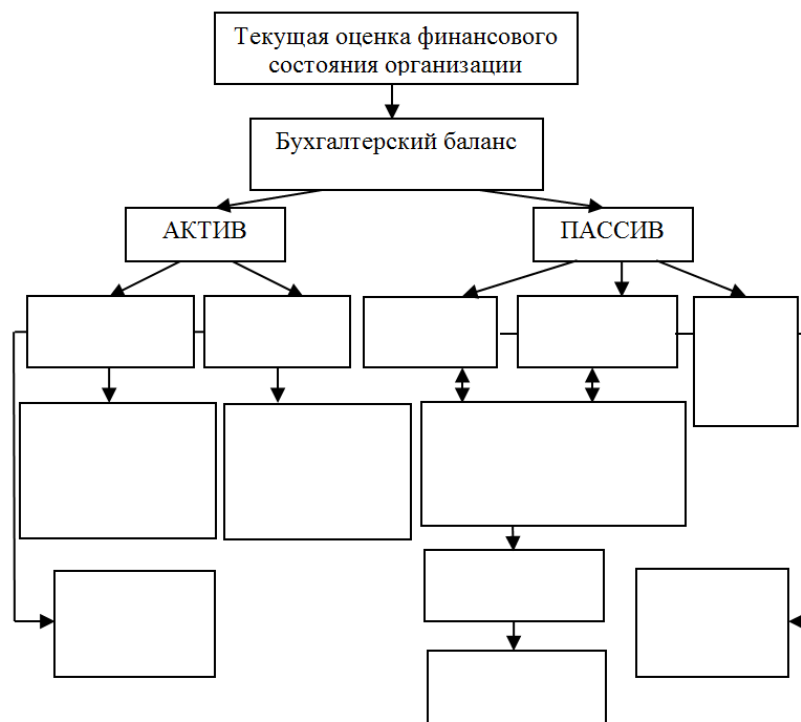 Текущая оценка финансового
состояния организации
Бухгалтерский баланс
АКТИВ
ПАССИВ